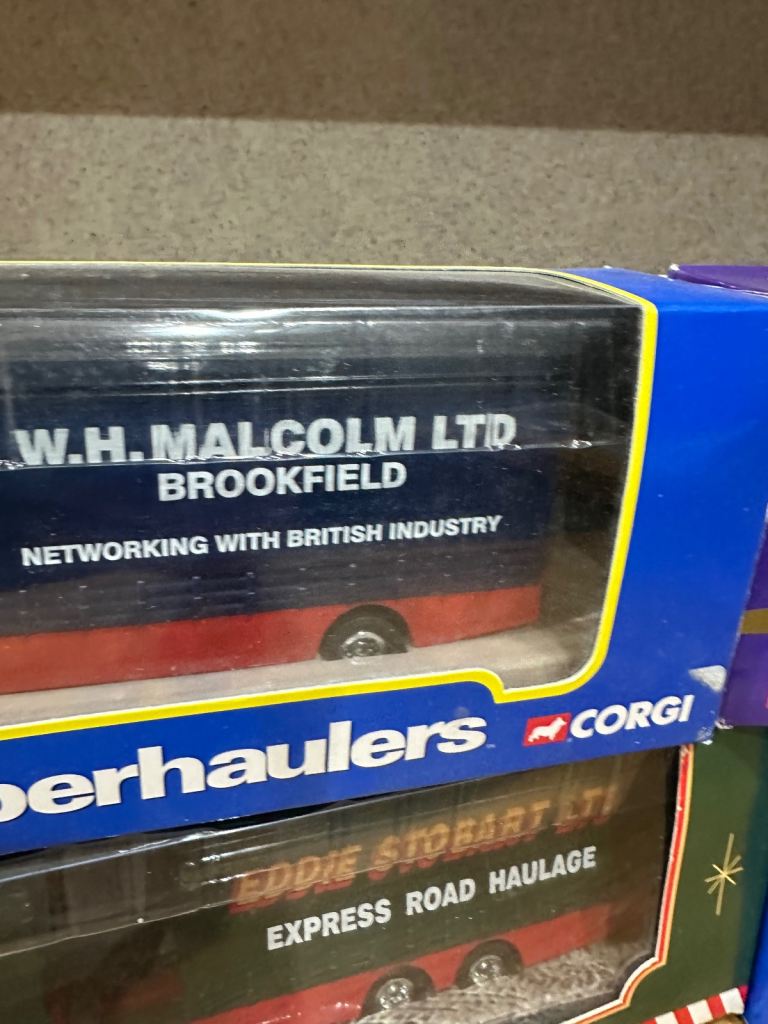 W.H. MALCOLM LTD
BROOKFIELD
NETWORKING WITH BRITISH INDUSTRY
perhaulers
CORGI
EDDIE STOBART LTD
EXPRESS ROAD HAULAGE